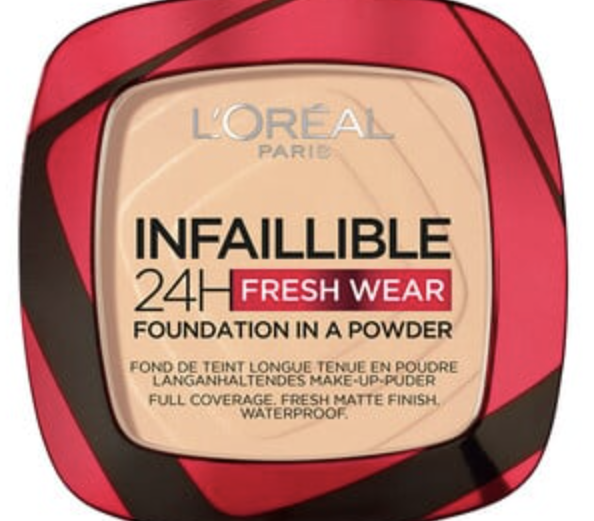 L'ORÉAL
PARIS
INFAILLIBLE
24H FRESH WEAR
FOUNDATION IN A POWDER
FOND DE TEINT LONGUE TENUE EN POUDRE
LANGANHALTENDES MAKE-UP-PUDER
FULL COVERAGE. FRESH MATTE FINISH.
WATERPROOF.